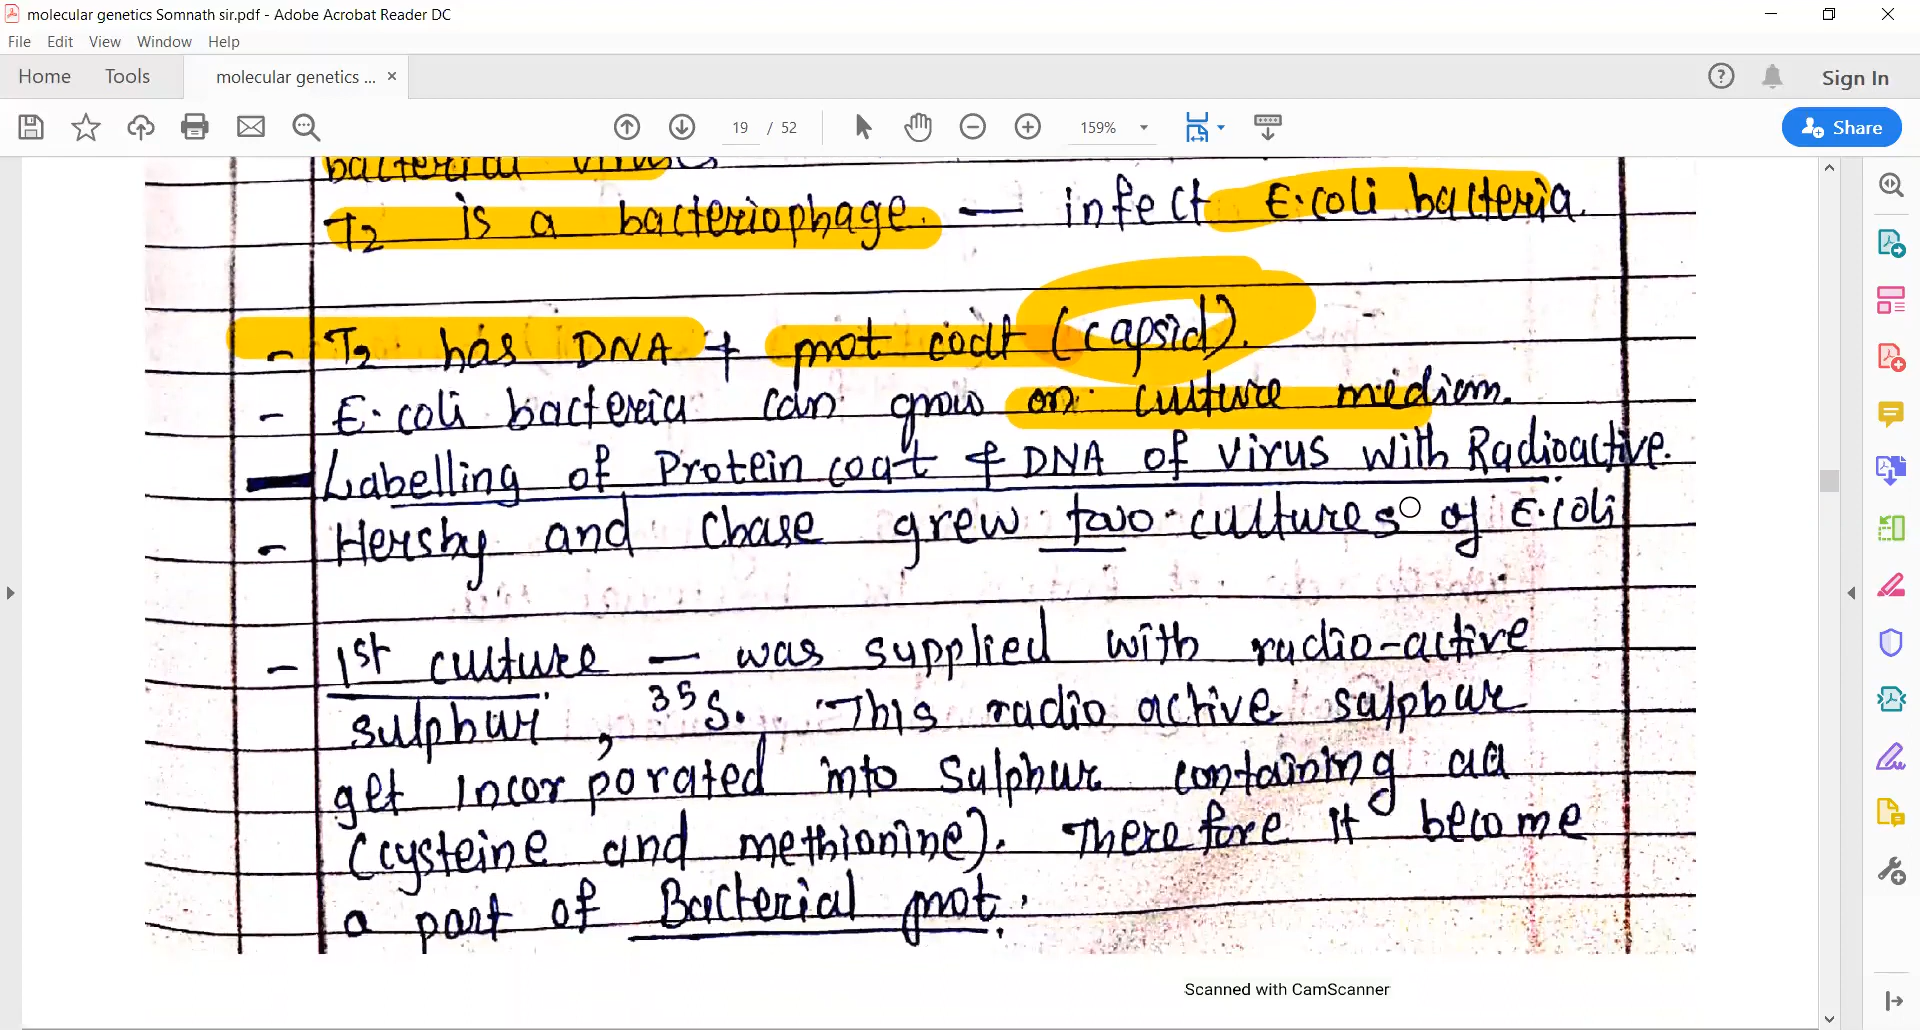 molecular genetics Somnath sir.pdf - Adobe Acrobat Reader DC
File Edit View Window Help
Home Tools molecular genetics ... × Sign In
19 / 52 159% Share
bacterial viruses
T2 is a bacteriophage. — infect E.coli bacteria.
- T2 has DNA + prot coat (capsid).
- E.coli bacteria can grow on culture medium.
- Labelling of Protein coat & DNA of virus with Radioactive.
- Hershy and Chase grew two cultures of E.coli
- 1st culture — was supplied with radio-active
sulphur, 35S. This radio active sulphur
get incorporated into Sulphur containing aa
(cysteine and methionine). Therefore it become
a part of Bacterial prot.
Scanned with CamScanner